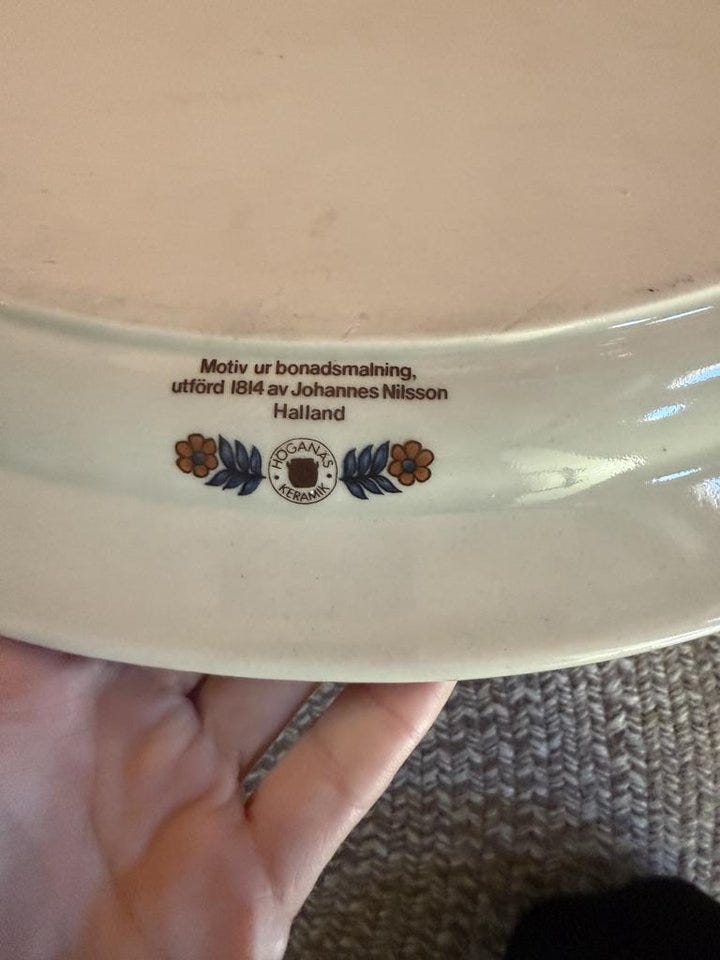 Motiv ur bonadsmalning,
utförd 1814 av Johannes Nilsson
Halland
HÖGANÄS
KERAMIK